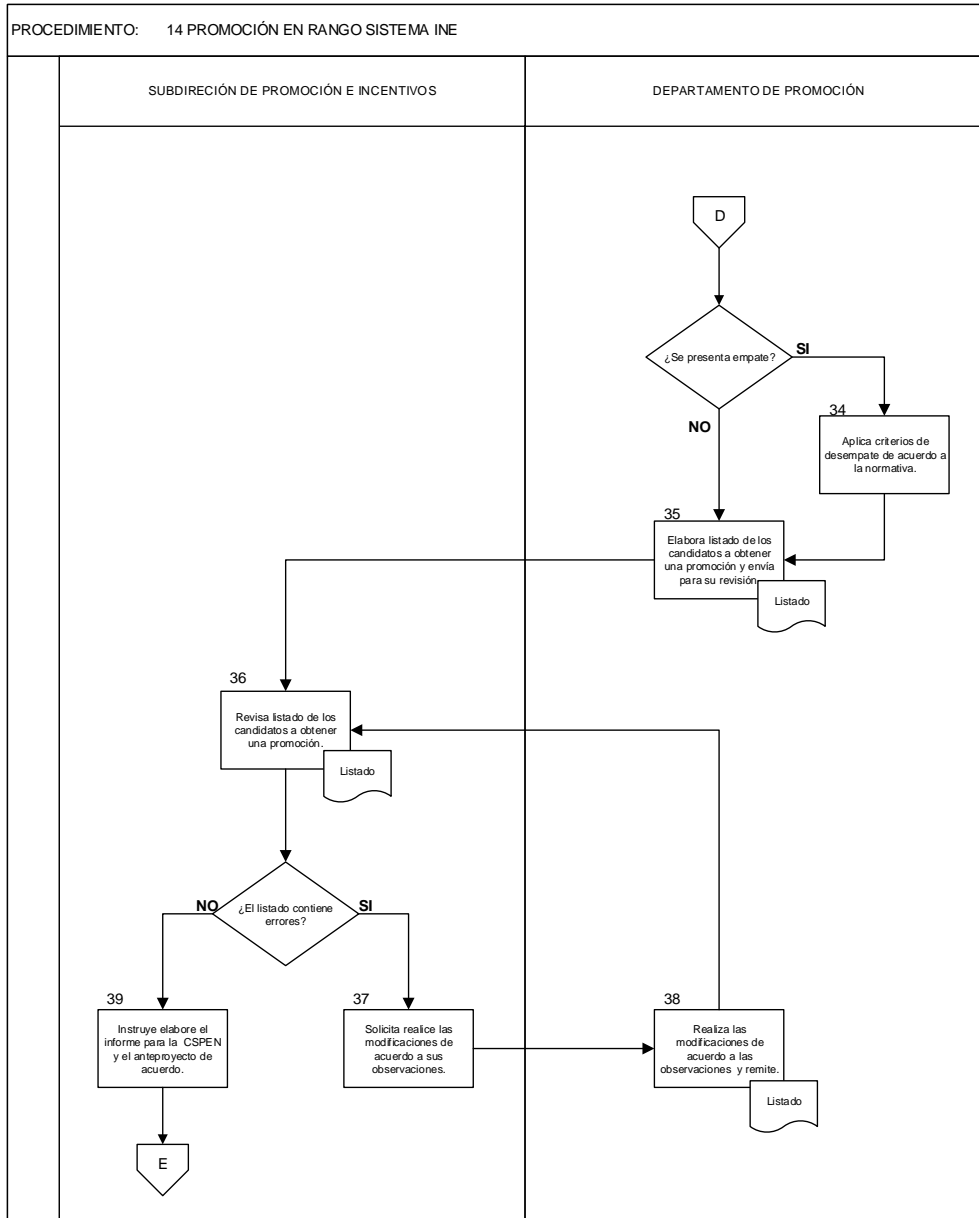 PROCEDIMIENTO: 14 PROMOCIÓN EN RANGO SISTEMA INE
SUBDIRECIÓN DE PROMOCIÓN E INCENTIVOS
DEPARTAMENTO DE PROMOCIÓN
D
¿Se presenta empate?
SI
NO
34
Aplica criterios de
desempate de acuerdo a
la normativa.
35
Elabora listado de los
candidatos a obtener
una promoción y envía
para su revisión.
Listado
36
Revisa listado de los
candidatos a obtener
una promoción.
Listado
¿El listado contiene
errores?
NO
SI
39
Instruye elabore el
informe para la CSPEN
y el anteproyecto de
acuerdo.
37
Solicita realice las
modificaciones de
acuerdo a sus
observaciones.
38
Realiza las
modificaciones de
acuerdo a las
observaciones y remite.
Listado
E